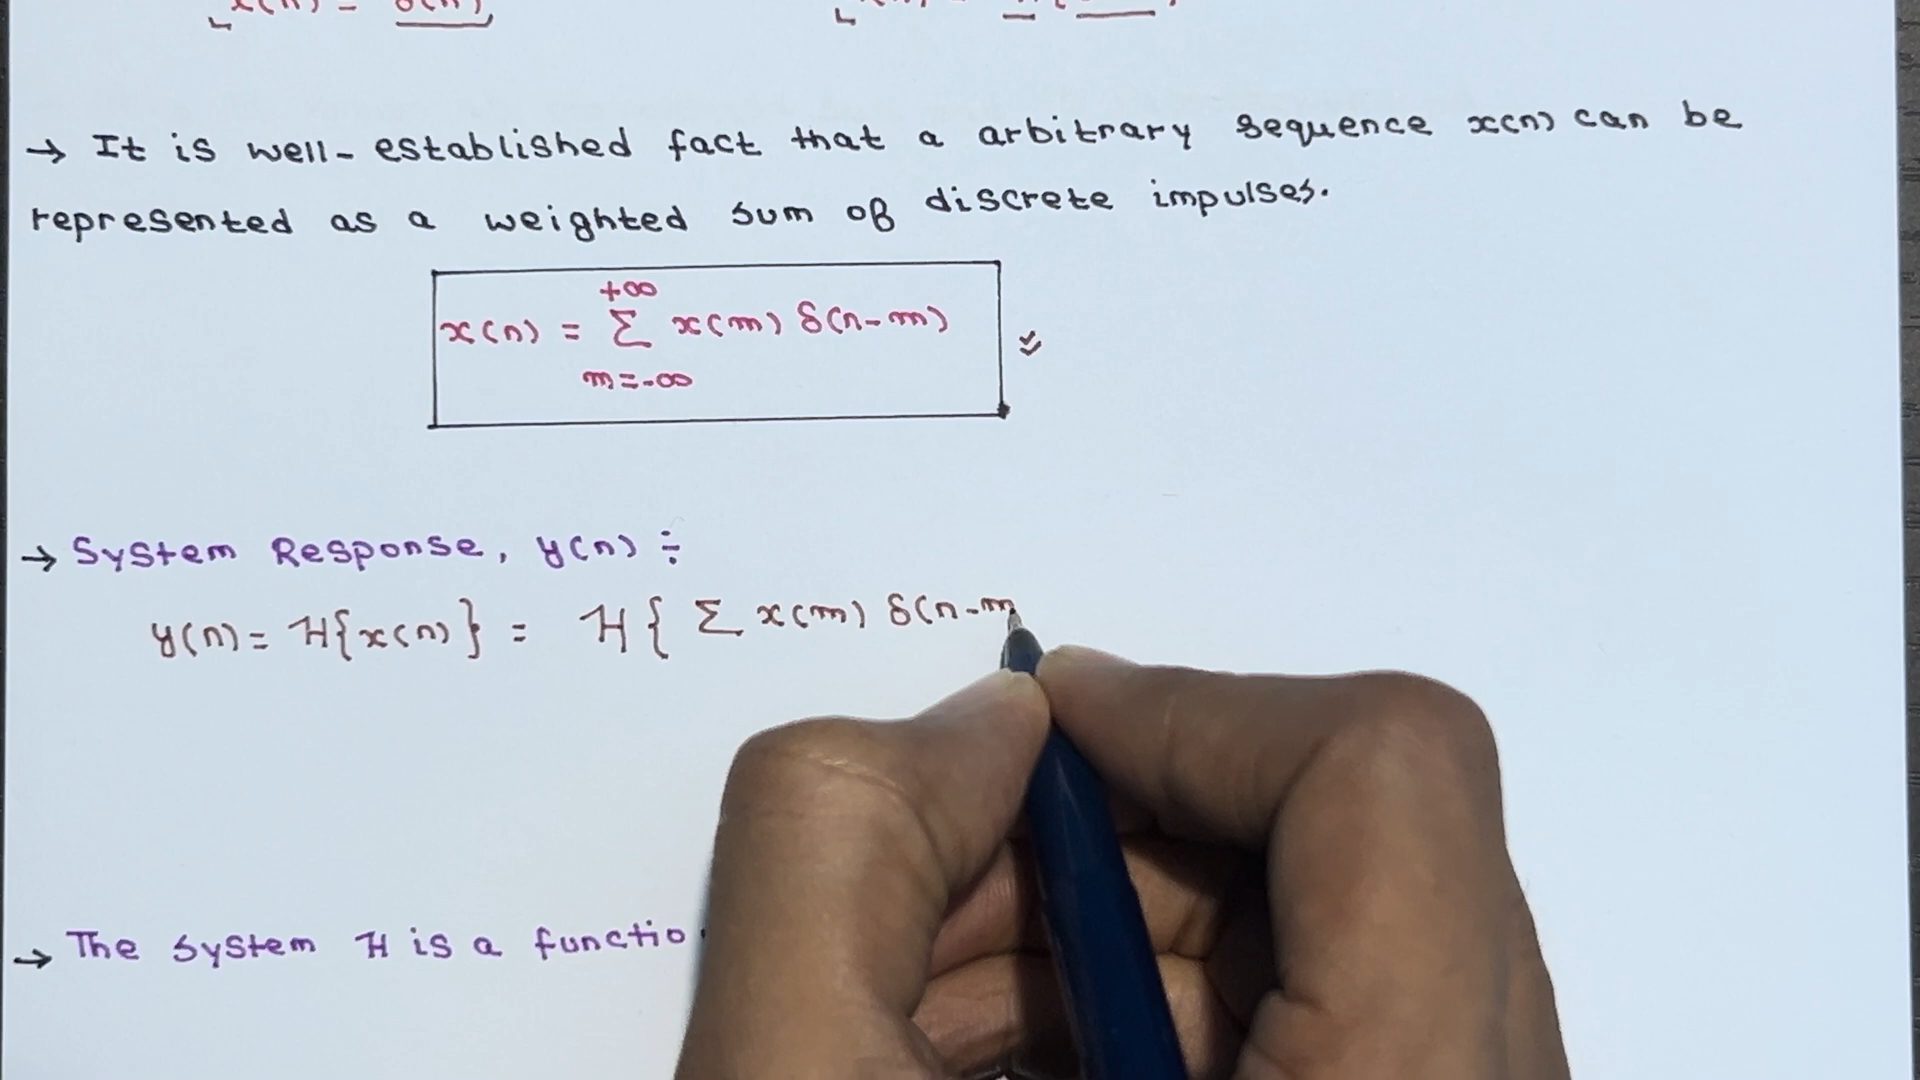 x(n) = δ(n)
→ It is well-established fact that a arbitrary sequence x(n) can be
represented as a weighted sum of discrete impulses.
+∞
x(n) = Σ x(m) δ(n-m)
m=-∞
→ System Response, y(n) ÷
y(n) = H{x(n)} = H{ Σ x(m) δ(n-m
→ The system H is a functio